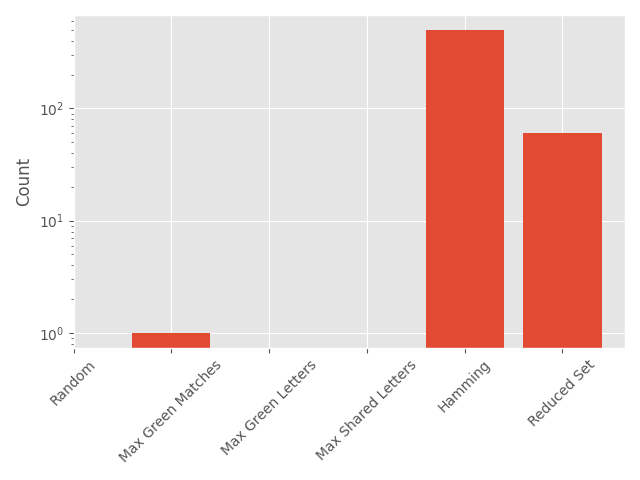 10²
10¹
10⁰
Count
Random
Max Green Matches
Max Green Letters
Max Shared Letters
Hamming
Reduced Set